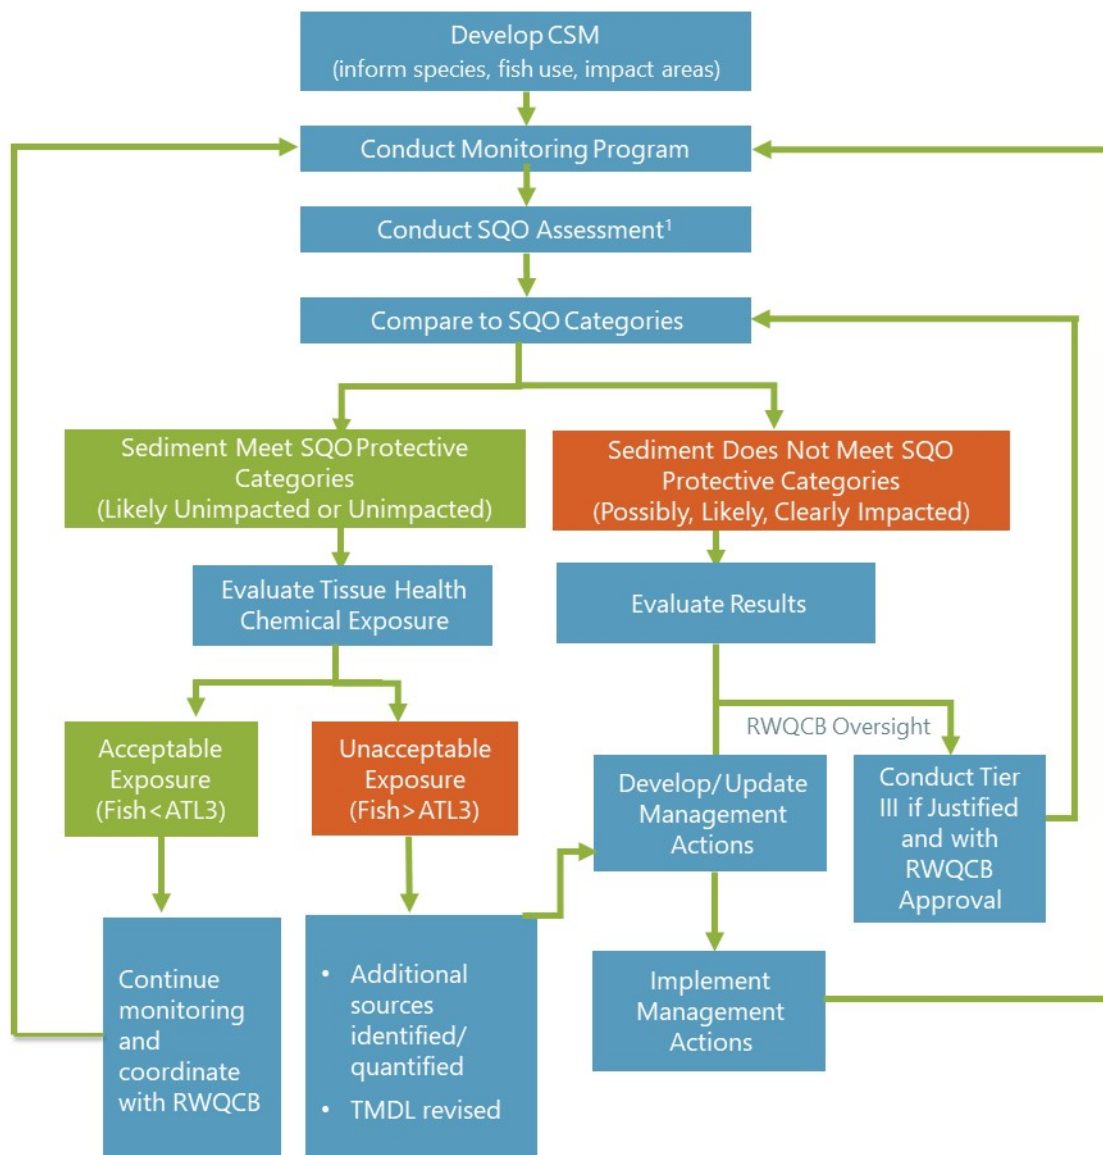 Develop CSM
(inform species, fish use, impact areas)
Conduct Monitoring Program
Conduct SQO Assessment¹
Compare to SQO Categories
Sediment Meet SQO Protective
Categories
(Likely Unimpacted or Unimpacted)
Sediment Does Not Meet SQO
Protective Categories
(Possibly, Likely, Clearly Impacted)
Evaluate Tissue Health
Chemical Exposure
Evaluate Results
RWQCB Oversight
Acceptable
Exposure
(Fish<ATL3)
Unacceptable
Exposure
(Fish>ATL3)
Develop/Update
Management
Actions
Conduct Tier
III if Justified
and with
RWQCB
Approval
Continue
monitoring
and
coordinate
with RWQCB
• Additional
sources
identified/
quantified
• TMDL revised
Implement
Management
Actions